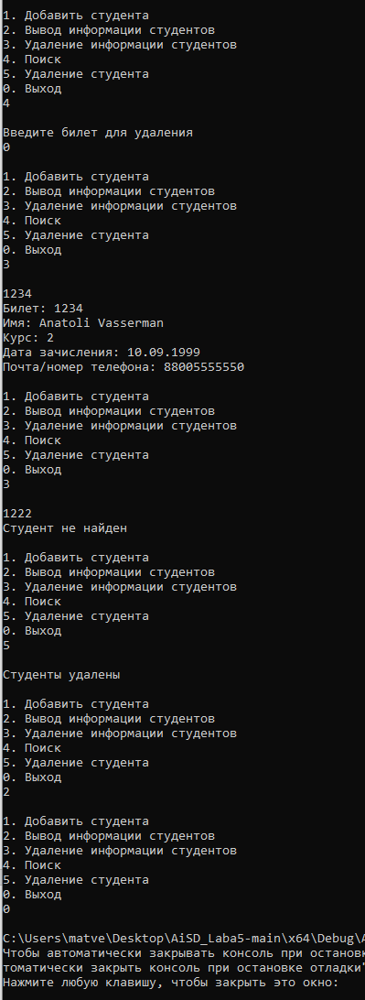 1. Добавить студента
2. Вывод информации студентов
3. Удаление информации студентов
4. Поиск
5. Удаление студента
0. Выход
4
Введите билет для удаления
0
1. Добавить студента
2. Вывод информации студентов
3. Удаление информации студентов
4. Поиск
5. Удаление студента
0. Выход
3
1234
Билет: 1234
Имя: Anatoli Vasserman
Курс: 2
Дата зачисления: 10.09.1999
Почта/номер телефона: 88005555550
1. Добавить студента
2. Вывод информации студентов
3. Удаление информации студентов
4. Поиск
5. Удаление студента
0. Выход
3
1222
Студент не найден
1. Добавить студента
2. Вывод информации студентов
3. Удаление информации студентов
4. Поиск
5. Удаление студента
0. Выход
5
Студенты удалены
1. Добавить студента
2. Вывод информации студентов
3. Удаление информации студентов
4. Поиск
5. Удаление студента
0. Выход
2
1. Добавить студента
2. Вывод информации студентов
3. Удаление информации студентов
4. Поиск
5. Удаление студента
0. Выход
0
C:\Users\matve\Desktop\AiSD_Laba5-main\x64\Debug\A
Чтобы автоматически закрывать консоль при остановк
томатически закрыть консоль при остановке отладки"
Нажмите любую клавишу, чтобы закрыть это окно: